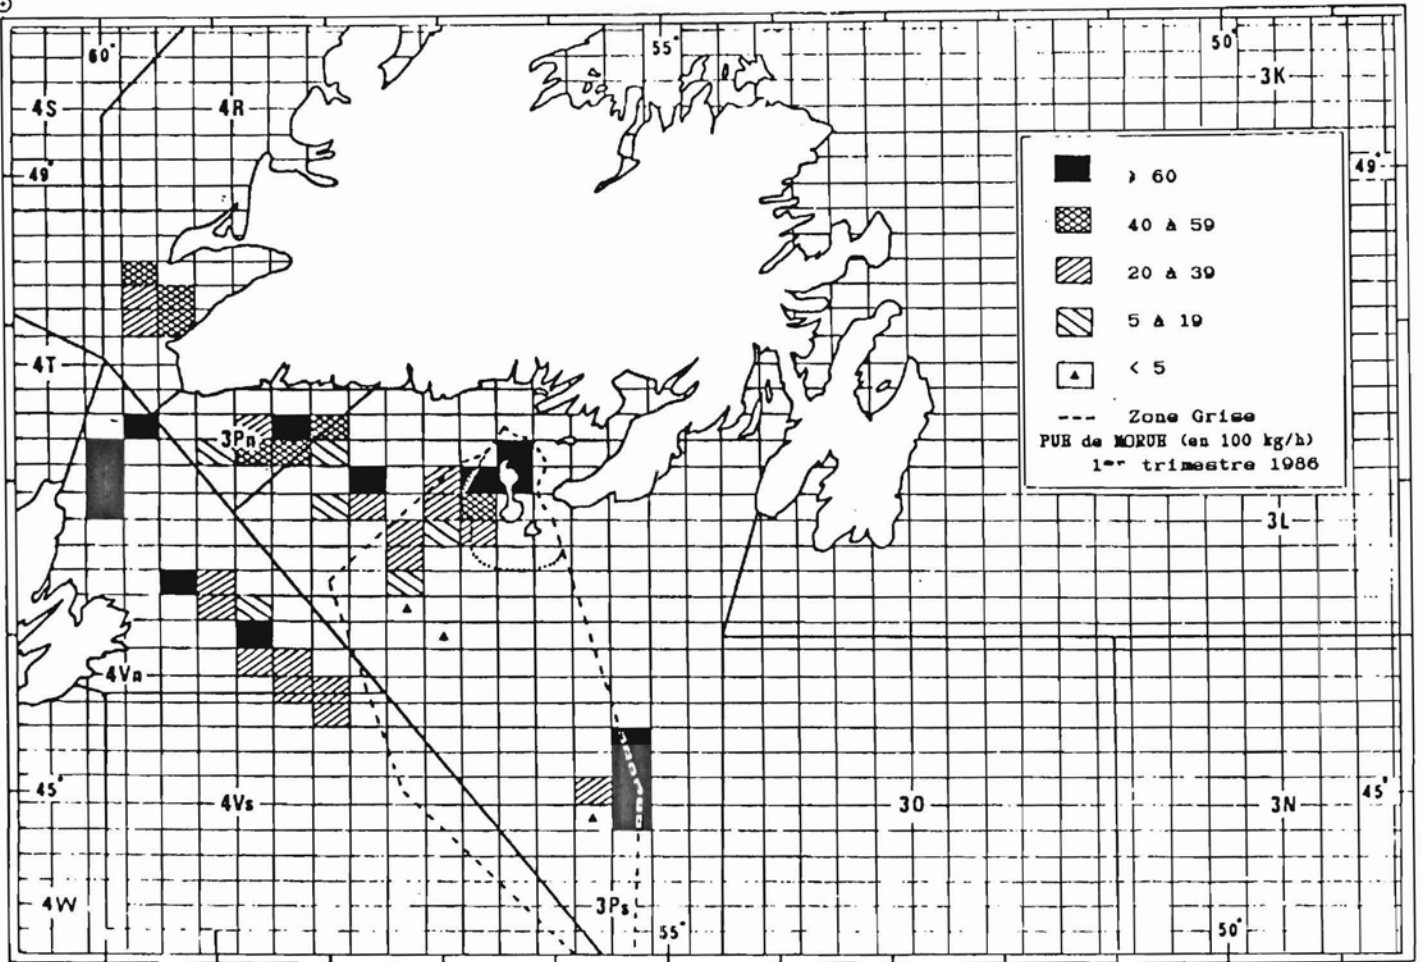 60°
55°
50°
4S
4R
3K
49°
49°
⟩ 60
40 à 59
20 à 39
5 à 19
< 5
Zone Grise
PUE de MORUE (en 100 kg/h)
1er trimestre 1986
4T
3Pn
3L
4Vn
45°
4Vs
3O
3N
45°
4W
3Ps
55°
50°